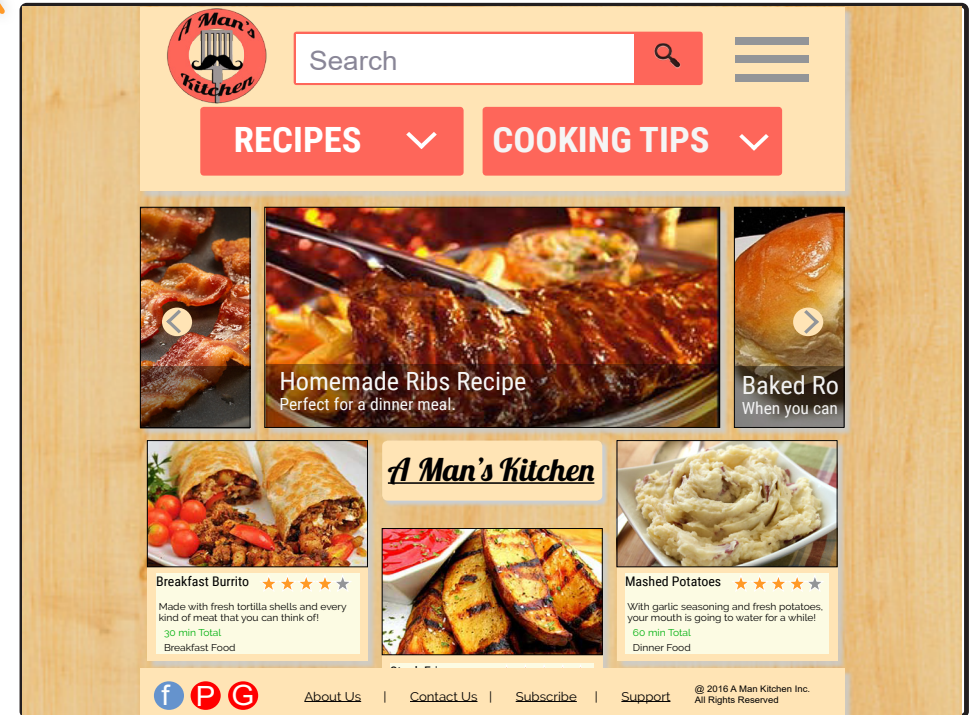 A Man's
Kitchen
Search
RECIPES
COOKING TIPS
Homemade Ribs Recipe
Perfect for a dinner meal.
Baked Ro
When you can
A Man's Kitchen
Breakfast Burrito
Made with fresh tortilla shells and every
kind of meat that you can think of!
30 min Total
Breakfast Food
Mashed Potatoes
With garlic seasoning and fresh potatoes,
your mouth is going to water for a while!
60 min Total
Dinner Food
f P G
About Us | Contact Us | Subscribe | Support
@ 2016 A Man Kitchen Inc.
All Rights Reserved